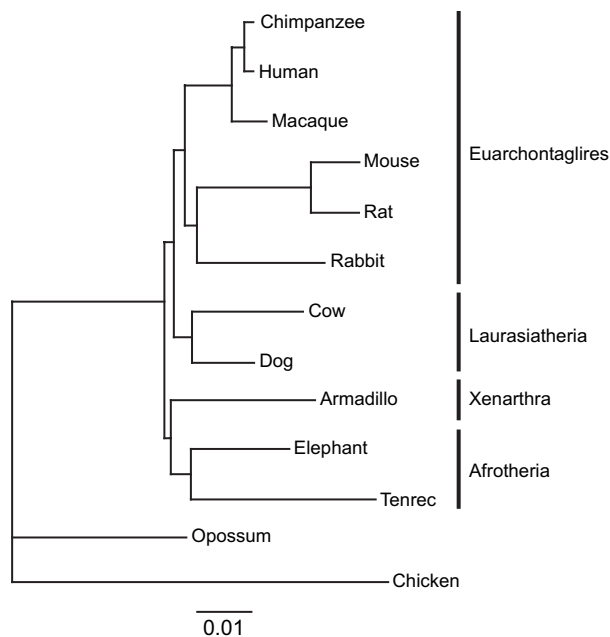 Chimpanzee
Human
Macaque
Mouse
Euarchontaglires
Rat
Rabbit
Cow
Laurasiatheria
Dog
Armadillo
Xenarthra
Elephant
Afrotheria
Tenrec
Opossum
Chicken
0.01